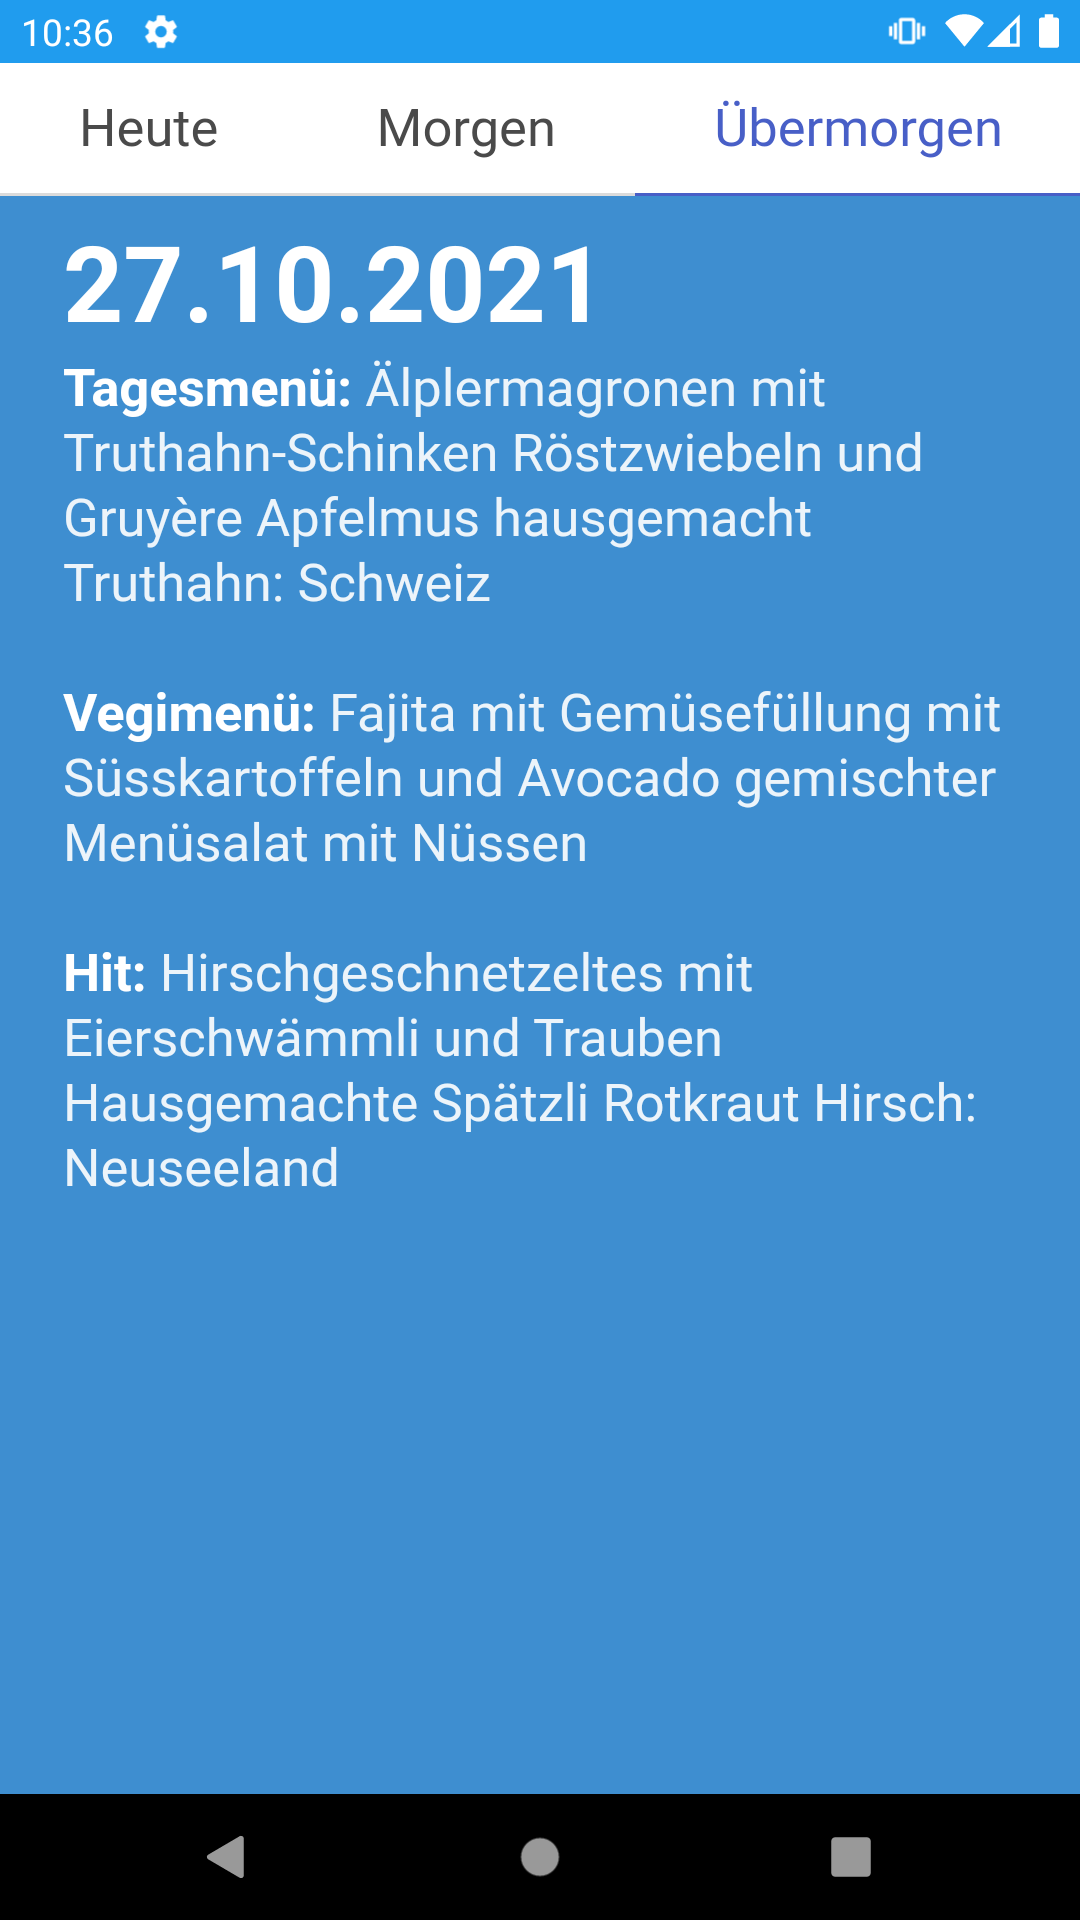 10:36
Heute Morgen Übermorgen
27.10.2021
Tagesmenü: Älplermagronen mit
Truthahn-Schinken Röstzwiebeln und
Gruyère Apfelmus hausgemacht
Truthahn: Schweiz
Vegimenü: Fajita mit Gemüsefüllung mit
Süsskartoffeln und Avocado gemischter
Menüsalat mit Nüssen
Hit: Hirschgeschnetzeltes mit
Eierschwämmli und Trauben
Hausgemachte Spätzli Rotkraut Hirsch:
Neuseeland